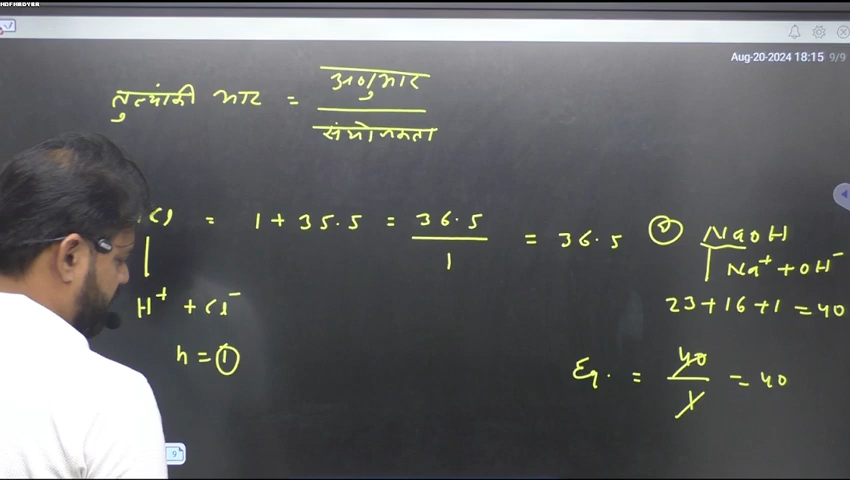 Aug-20-2024 18:15 9/9
तुल्यांकी भार = अणुभार / संयोजकता
Cl = 1 + 35.5 = 36.5 / 1 = 36.5
H⁺ + Cl⁻
n = 1
NaOH
Na⁺ + OH⁻
23 + 16 + 1 = 40
Eq. = 40 / 1 = 40
9